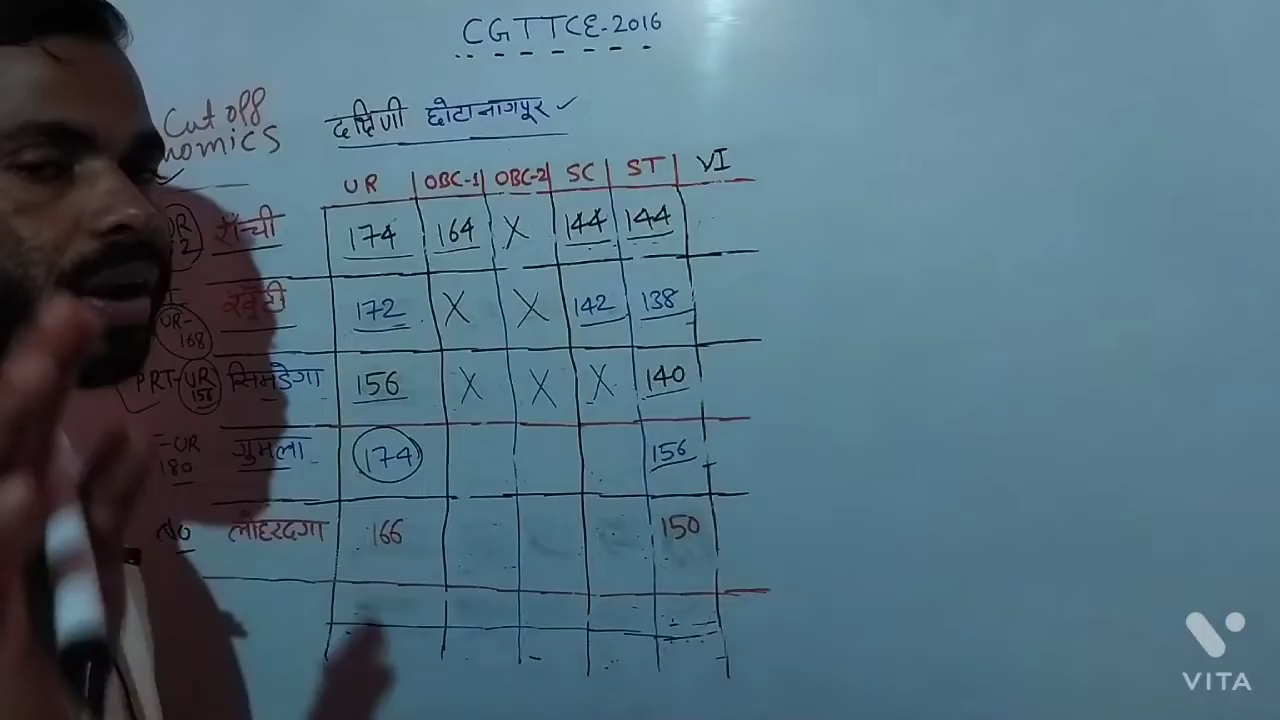 CGTTCE-2016
Cut off
nomics
दक्षिणी छोटानागपुर ✓
UR OBC-1 OBC-2 SC ST VI
राँची 174 164 X 144 144
UR-168 खूँटी 172 X X 142 138
PRT-UR 156 सिमडेगा 156 X X X 140
=UR 180 गुमला 174 156
No लोहरदगा 166 150
VITA